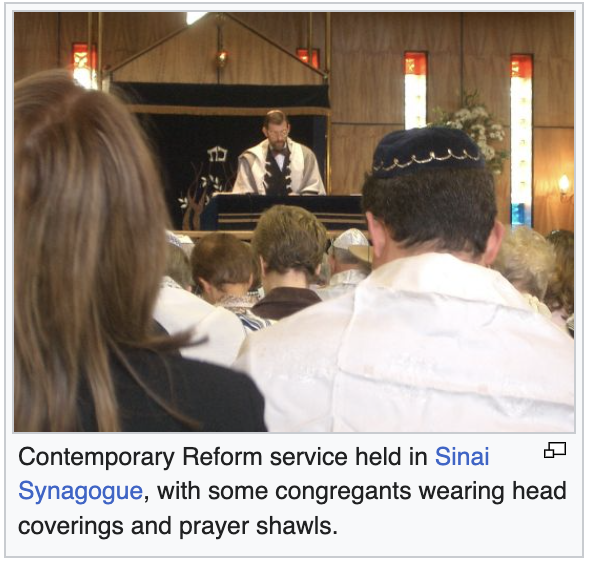 Contemporary Reform service held in Sinai
Synagogue, with some congregants wearing head
coverings and prayer shawls.